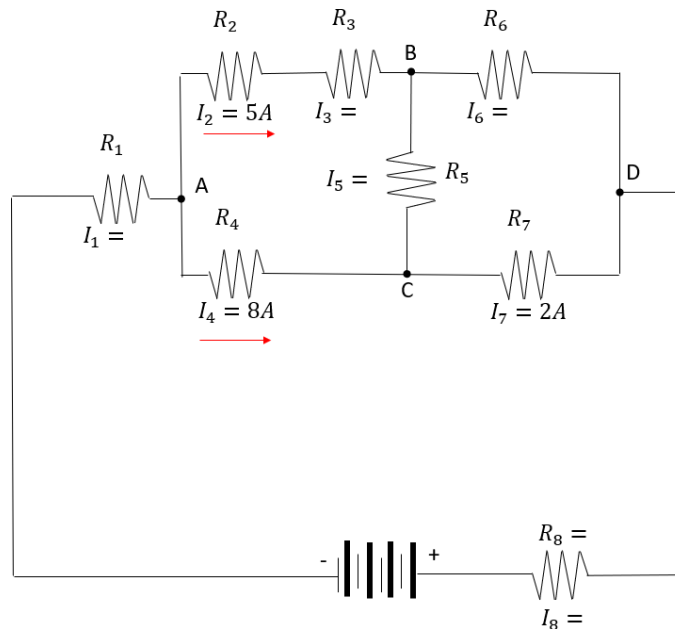 R₂
R₃
B
R₆
I₂ = 5A
I₃ =
I₆ =
R₁
A
I₅ =
R₅
D
R₄
R₇
I₁ =
C
I₄ = 8A
I₇ = 2A
R₈ =
- +
I₈ =